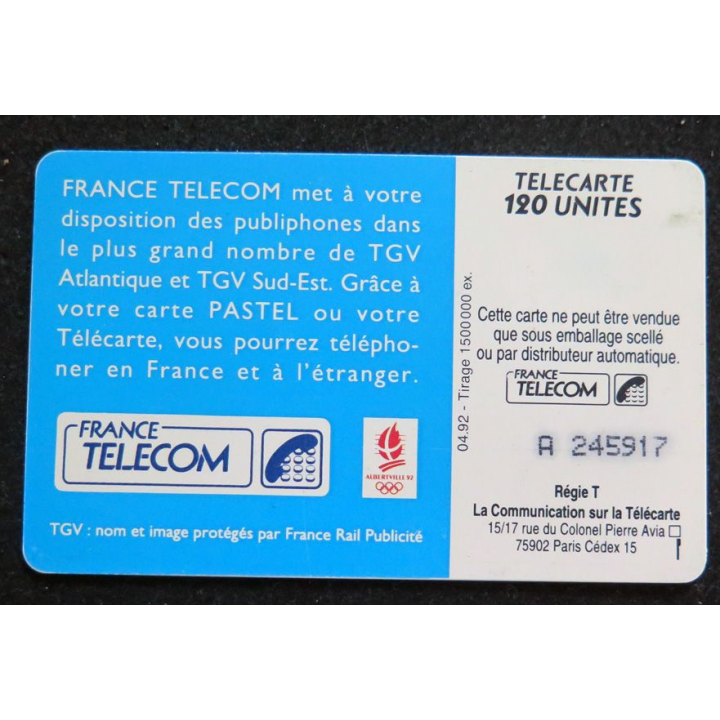 FRANCE TELECOM met à votre
disposition des publiphones dans
le plus grand nombre de TGV
Atlantique et TGV Sud-Est. Grâce à
votre carte PASTEL ou votre
Télécarte, vous pourrez télépho-
ner en France et à l'étranger.
FRANCE
TELECOM
ALBERTVILLE 92
TGV : nom et image protégés par France Rail Publicité
04.92 - Tirage 1500000 ex.
TELECARTE
120 UNITES
Cette carte ne peut être vendue
que sous emballage scellé
ou par distributeur automatique.
FRANCE
TELECOM
A 245917
Régie T
La Communication sur la Télécarte
15/17 rue du Colonel Pierre Avia
75902 Paris Cédex 15